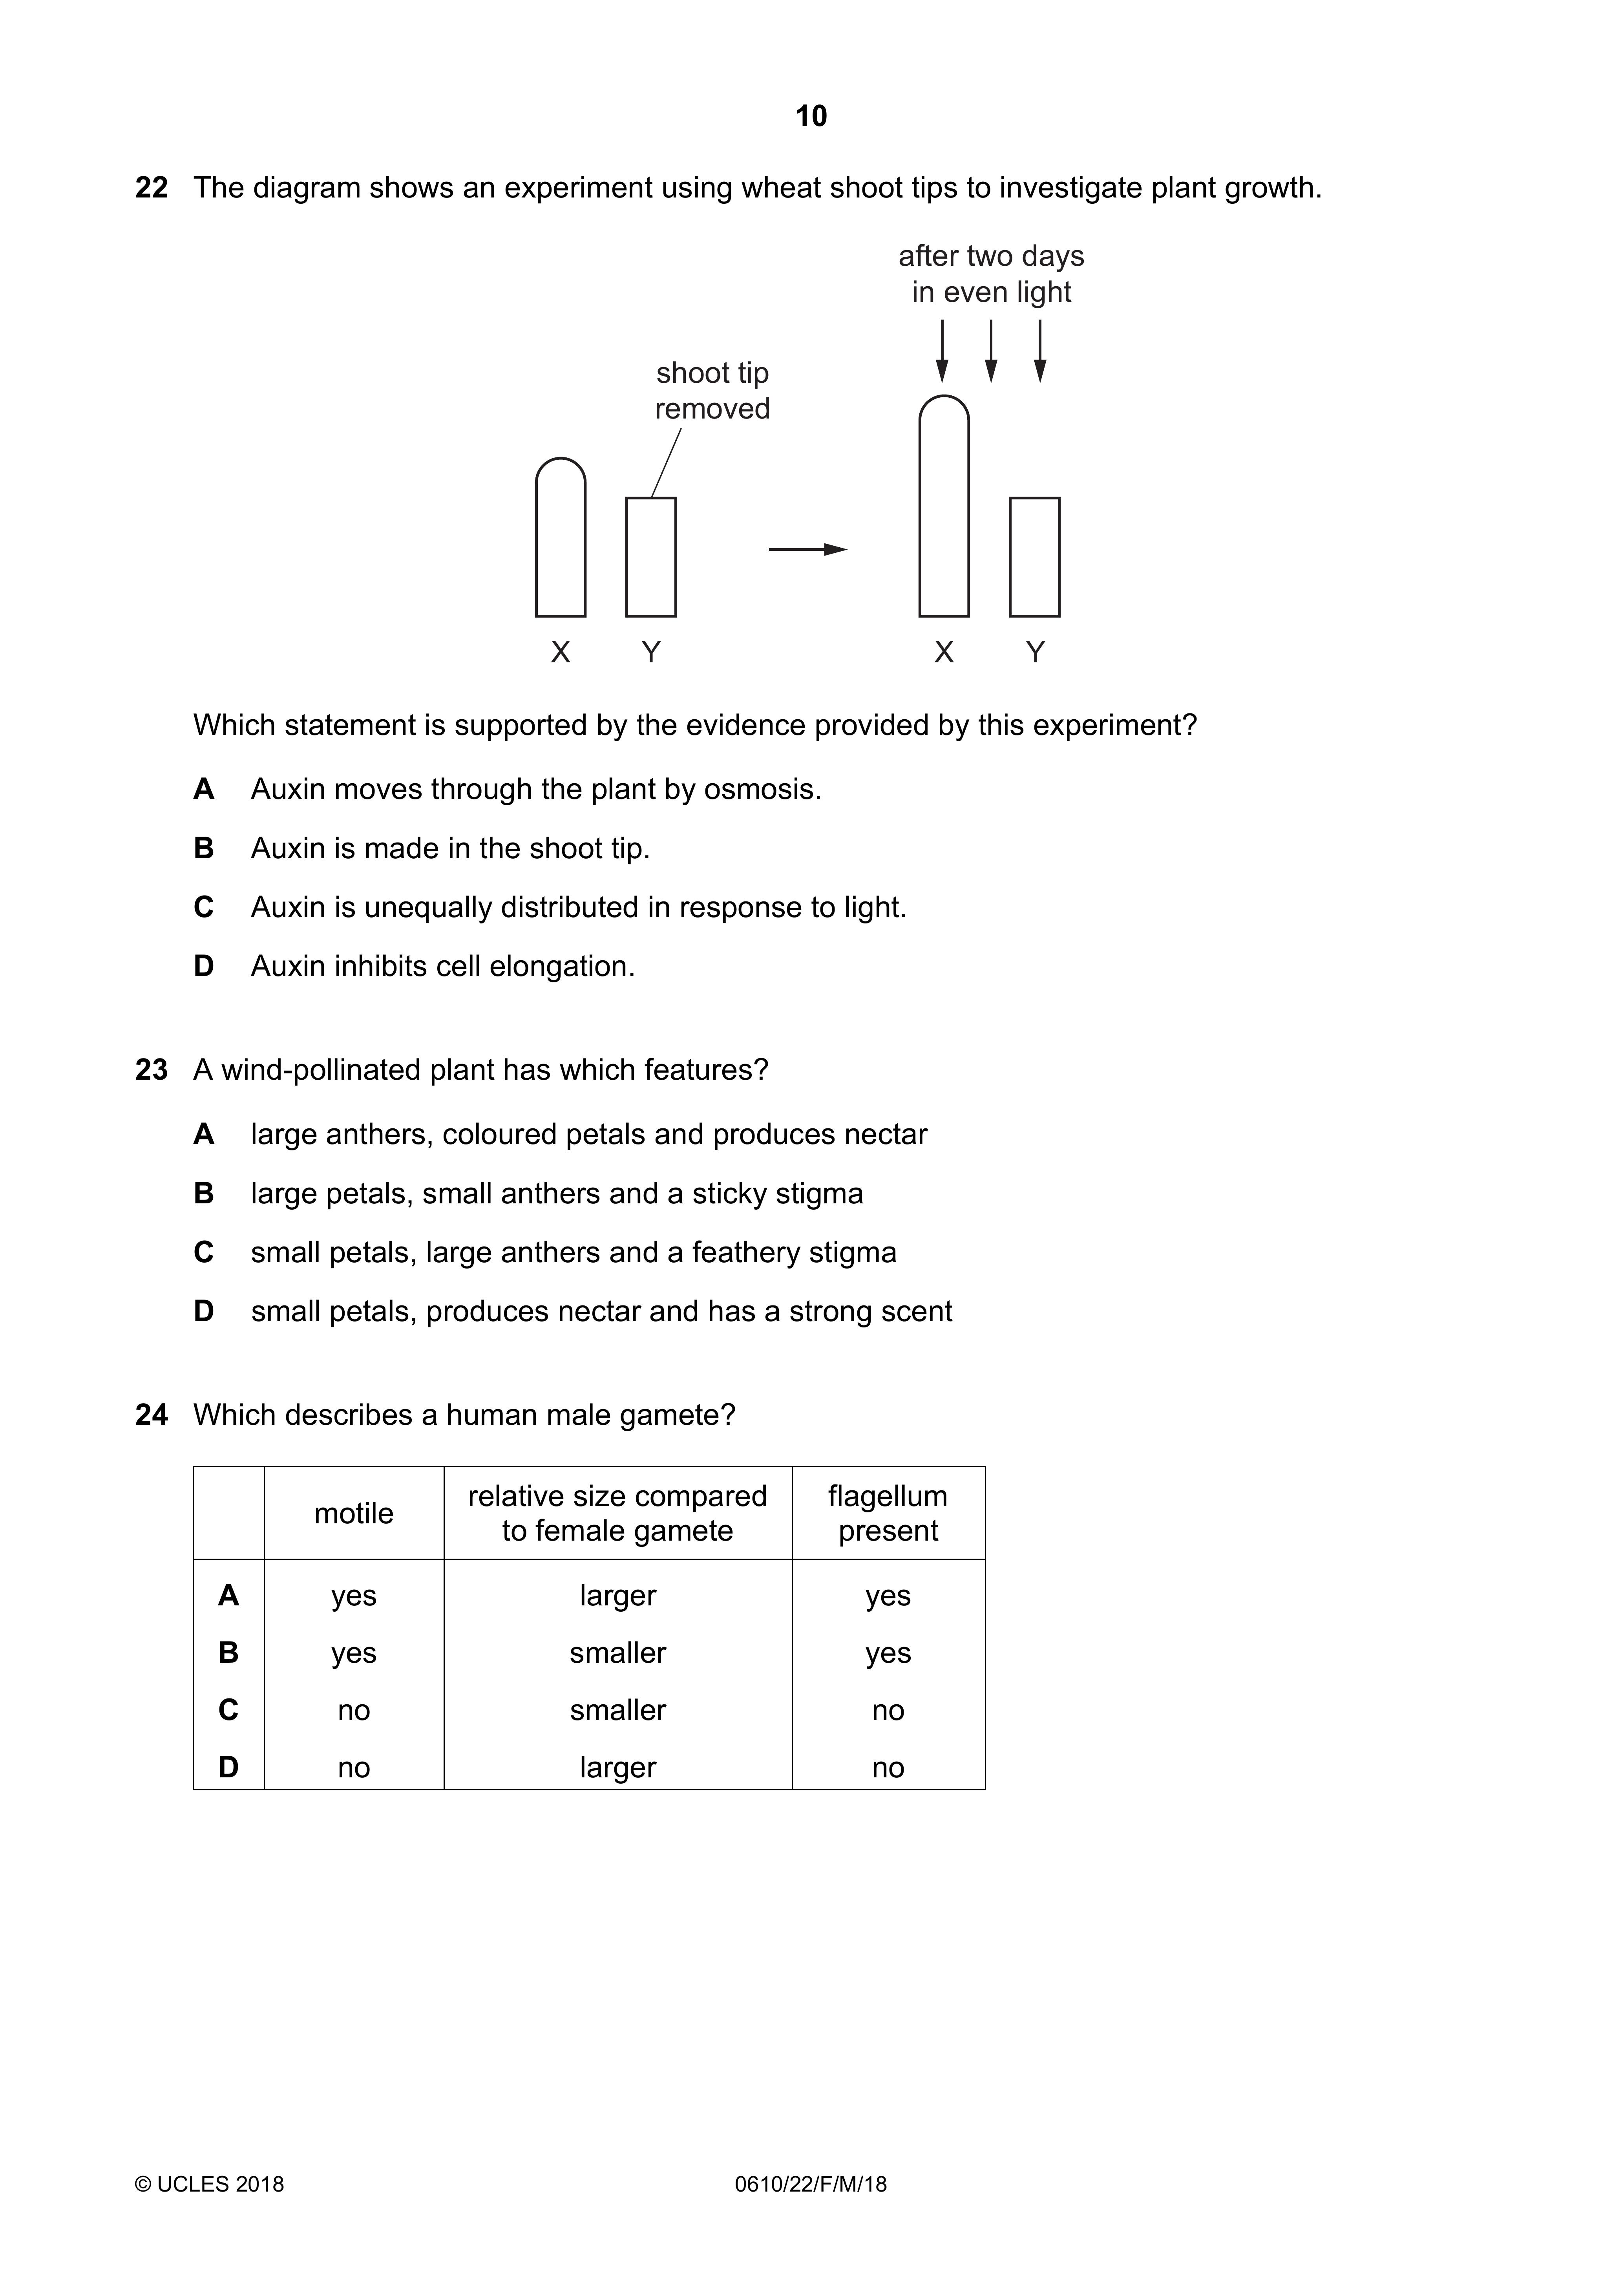 10
22 The diagram shows an experiment using wheat shoot tips to investigate plant growth.
after two days
in even light
shoot tip
removed
X Y X Y
Which statement is supported by the evidence provided by this experiment?
A Auxin moves through the plant by osmosis.
B Auxin is made in the shoot tip.
C Auxin is unequally distributed in response to light.
D Auxin inhibits cell elongation.
23 A wind-pollinated plant has which features?
A large anthers, coloured petals and produces nectar
B large petals, small anthers and a sticky stigma
C small petals, large anthers and a feathery stigma
D small petals, produces nectar and has a strong scent
24 Which describes a human male gamete?
motile relative size compared to female gamete flagellum present
A yes larger yes
B yes smaller yes
C no smaller no
D no larger no
© UCLES 2018 0610/22/F/M/18